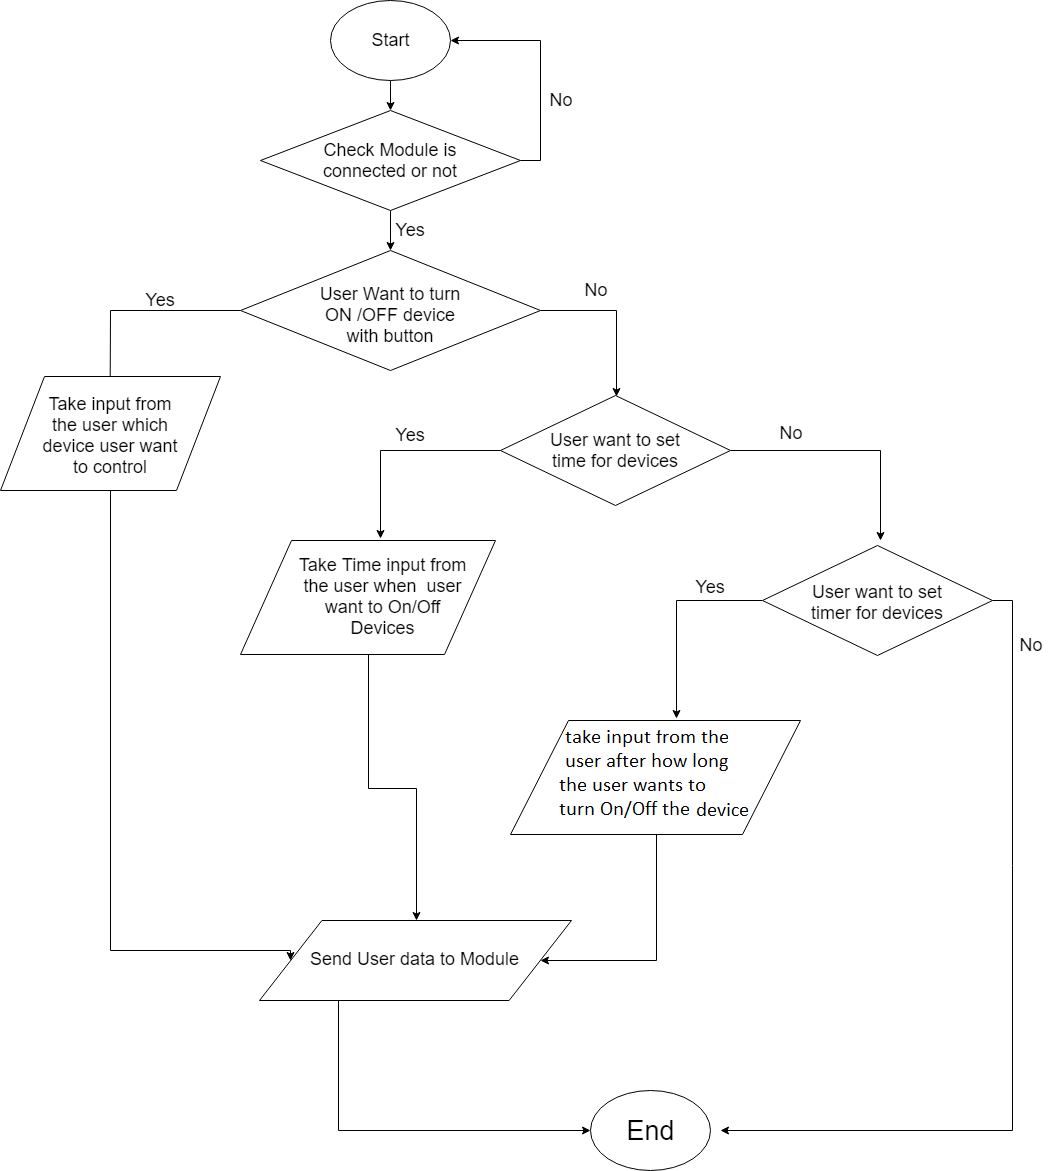 Start
No
Check Module is
connected or not
Yes
User Want to turn
ON /OFF device
with button
Yes
No
Take input from
the user which
device user want
to control
User want to set
time for devices
Yes
No
Take Time input from
the user when  user
want to On/Off
Devices
User want to set
timer for devices
Yes
No
take input from the
user after how long
the user wants to
turn On/Off the device
Send User data to Module
End